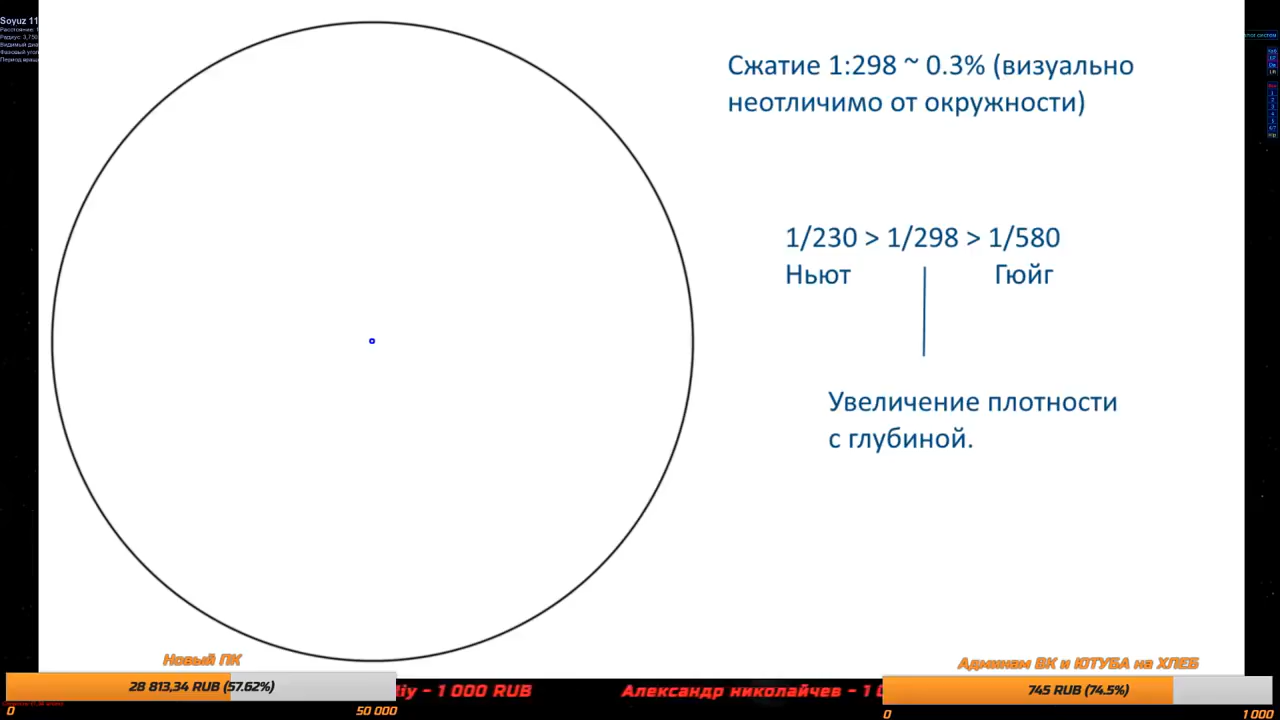 Soyuz 11
Сжатие 1:298 ~ 0.3% (визуально
неотличимо от окружности)
1/230 > 1/298 > 1/580
Ньют Гюйг
Увеличение плотности
с глубиной.
Новый ПК
28 813,34 RUB (57.62%)
0 50 000
liy - 1 000 RUB
Александр николайчев - 1 0
Админам ВК и ЮТУБА на ХЛЕБ
745 RUB (74.5%)
0 1 000